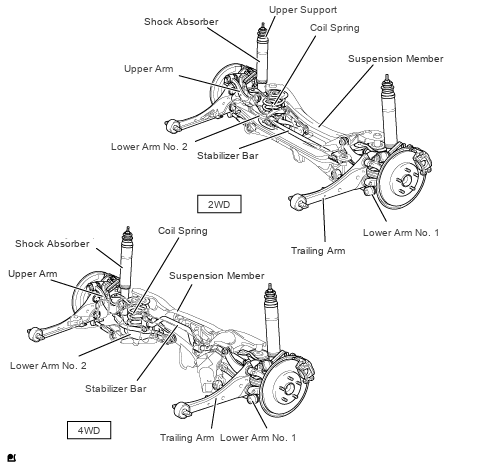 Upper Support
Shock Absorber
Coil Spring
Suspension Member
Upper Arm
Lower Arm No. 2
Stabilizer Bar
2WD
Lower Arm No. 1
Trailing Arm
Coil Spring
Shock Absorber
Upper Arm
Suspension Member
Lower Arm No. 2
Stabilizer Bar
4WD
Trailing Arm Lower Arm No. 1